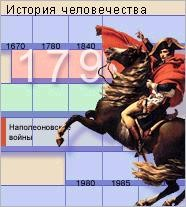 История человечества
1670 1780 1840
179
Наполеоновские
войны
1980 1985